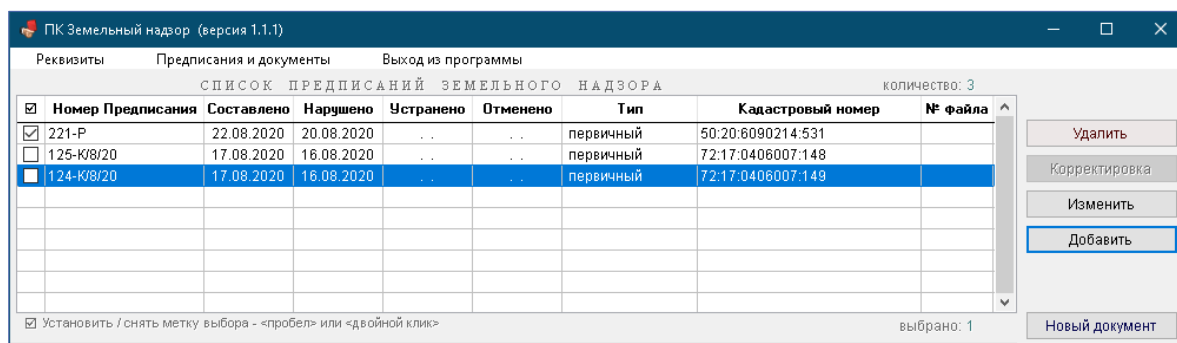 ПК Земельный надзор (версия 1.1.1)
Реквизиты Предписания и документы Выход из программы
СПИСОК ПРЕДПИСАНИЙ ЗЕМЕЛЬНОГО НАДЗОРА количество: 3
Номер Предписания Составлено Нарушено Устранено Отменено Тип Кадастровый номер № файла
221-Р 22.08.2020 20.08.2020 . . . . первичный 50:20:6090214:531
125-К/8/20 17.08.2020 16.08.2020 . . . . первичный 72:17:0406007:148
124-К/8/20 17.08.2020 16.08.2020 . . . . первичный 72:17:0406007:149
Удалить
Корректировка
Изменить
Добавить
Установить / снять метку выбора - <пробел> или <двойной клик> выбрано: 1
Новый документ